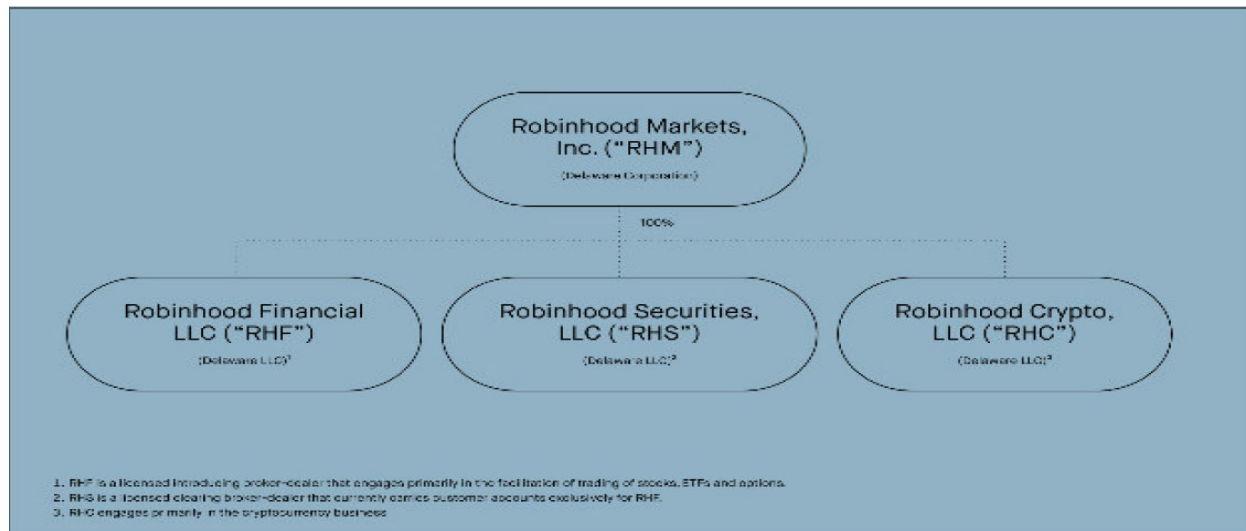 Robinhood Markets,
Inc. (“RHM”)
(Delaware Corporation)
100%
Robinhood Financial
LLC (“RHF”)
(Delaware LLC)¹
Robinhood Securities,
LLC (“RHS”)
(Delaware LLC)²
Robinhood Crypto,
LLC (“RHC”)
(Delaware LLC)³
1. RHF is a licensed introducing broker-dealer that engages primarily in the facilitation of trading of stocks, ETFs and options.
2. RHS is a licensed clearing broker-dealer that currently carries customer accounts exclusively for RHF.
3. RHC engages primarily in the cryptocurrency business